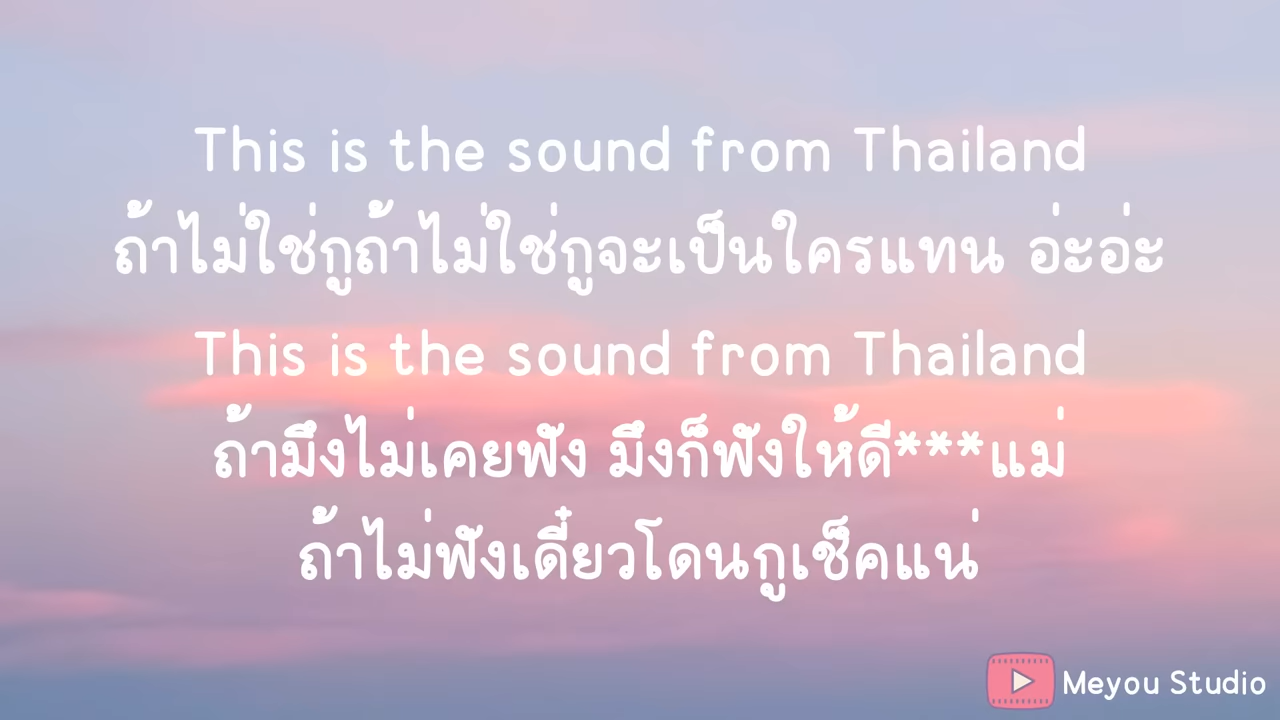 This is the sound from Thailand
ถ้าไม่ใช่กูถ้าไม่ใช่กูจะเป็นใครแทน อ่ะอ่ะ
This is the sound from Thailand
ถ้ามึงไม่เคยฟัง มึงก็ฟังให้ดี***แม่
ถ้าไม่ฟังเดี๋ยวโดนกูเช็คแน่
Meyou Studio